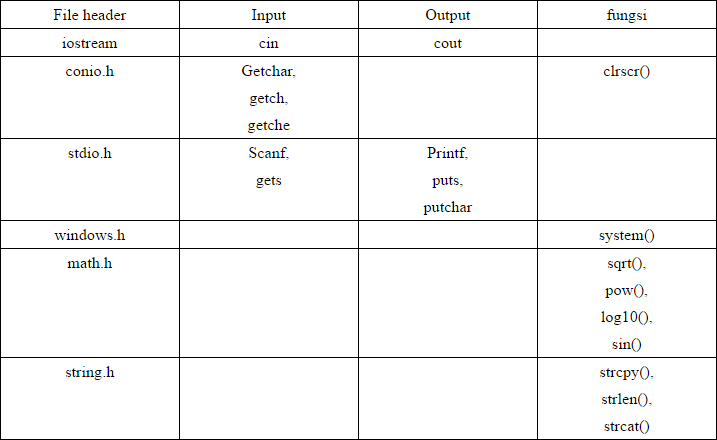 File header Input Output fungsi
iostream cin cout
conio.h Getchar, clrscr()
getch,
getche
stdio.h Scanf, Printf,
gets puts,
putchar
windows.h system()
math.h sqrt(),
pow(),
log10(),
sin()
string.h strcpy(),
strlen(),
strcat()